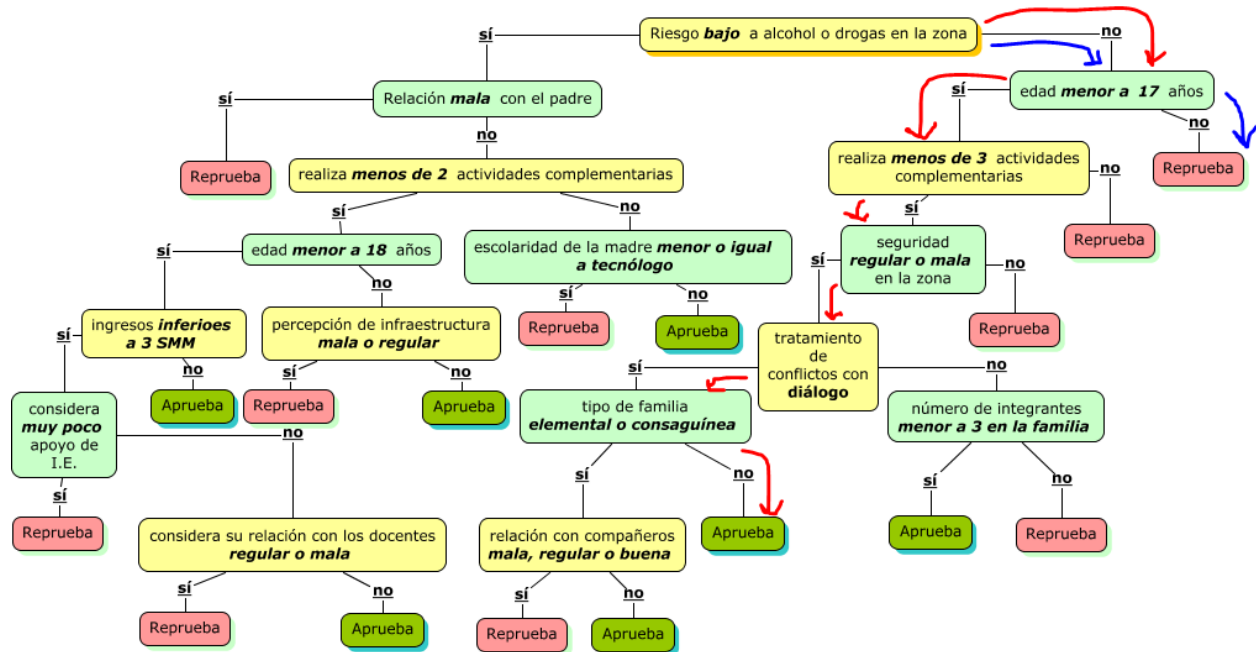 Riesgo bajo a alcohol o drogas en la zona
sí
no
Relación mala con el padre
edad menor a 17 años
sí
no
sí
no
Reprueba
realiza menos de 2 actividades complementarias
realiza menos de 3 actividades
complementarias
Reprueba
sí
no
sí
no
edad menor a 18 años
escolaridad de la madre menor o igual
a tecnólogo
seguridad
regular o mala
en la zona
Reprueba
sí
no
sí
no
sí
no
ingresos inferioes
a 3 SMM
percepción de infraestructura
mala o regular
Reprueba
Aprueba
tratamiento
de
conflictos con
diálogo
Reprueba
sí
no
sí
no
sí
no
considera
muy poco
apoyo de
I.E.
Aprueba
Reprueba
Aprueba
tipo de familia
elemental o consaguínea
número de integrantes
menor a 3 en la familia
sí
no
sí
no
sí
no
Reprueba
considera su relación con los docentes
regular o mala
relación con compañeros
mala, regular o buena
Aprueba
Aprueba
Reprueba
sí
no
sí
no
Reprueba
Aprueba
Reprueba
Aprueba